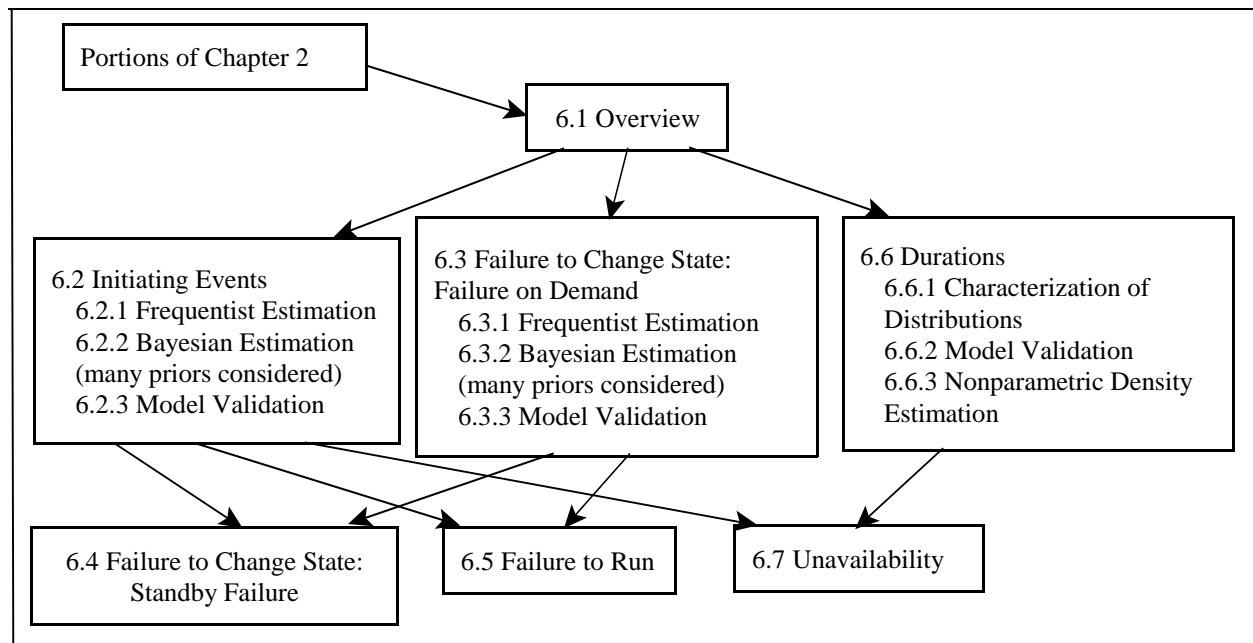 Portions of Chapter 2
6.1 Overview
6.2 Initiating Events
6.2.1 Frequentist Estimation
6.2.2 Bayesian Estimation
(many priors considered)
6.2.3 Model Validation
6.3 Failure to Change State:
Failure on Demand
6.3.1 Frequentist Estimation
6.3.2 Bayesian Estimation
(many priors considered)
6.3.3 Model Validation
6.6 Durations
6.6.1 Characterization of
Distributions
6.6.2 Model Validation
6.6.3 Nonparametric Density
Estimation
6.4 Failure to Change State:
Standby Failure
6.5 Failure to Run
6.7 Unavailability